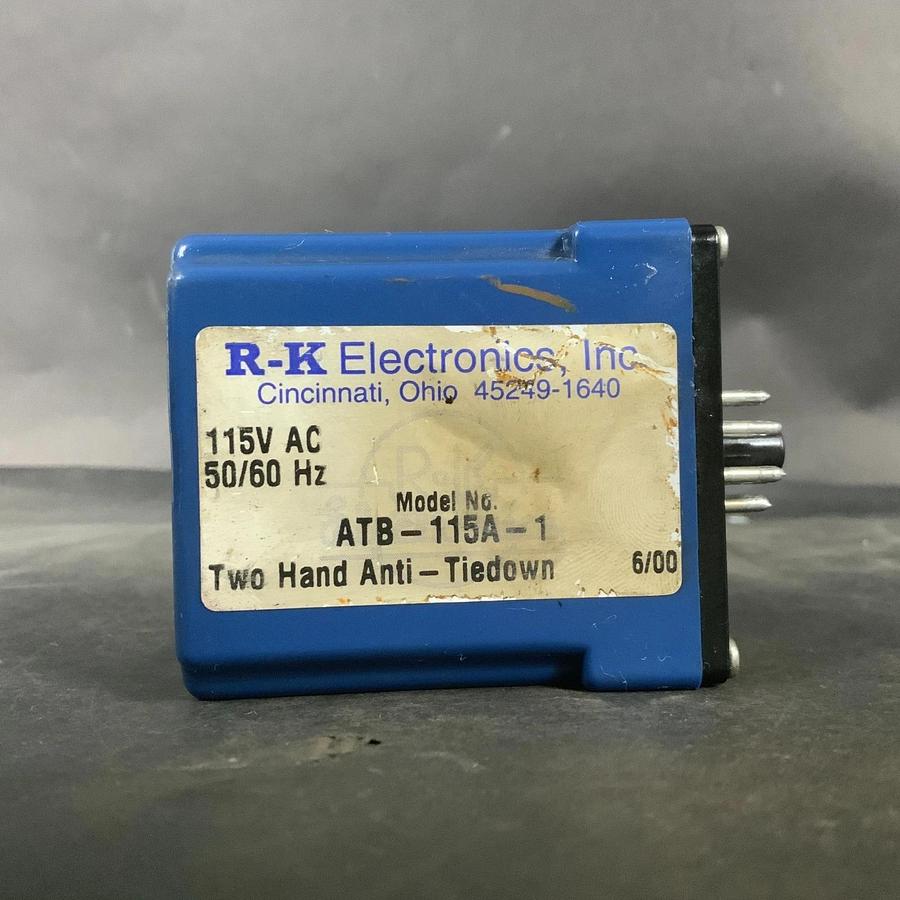 R-K Electronics, Inc
Cincinnati, Ohio 45249-1640
115V AC
50/60 Hz
R-K
Model No.
ATB-115A-1
Two Hand Anti-Tiedown 6/00